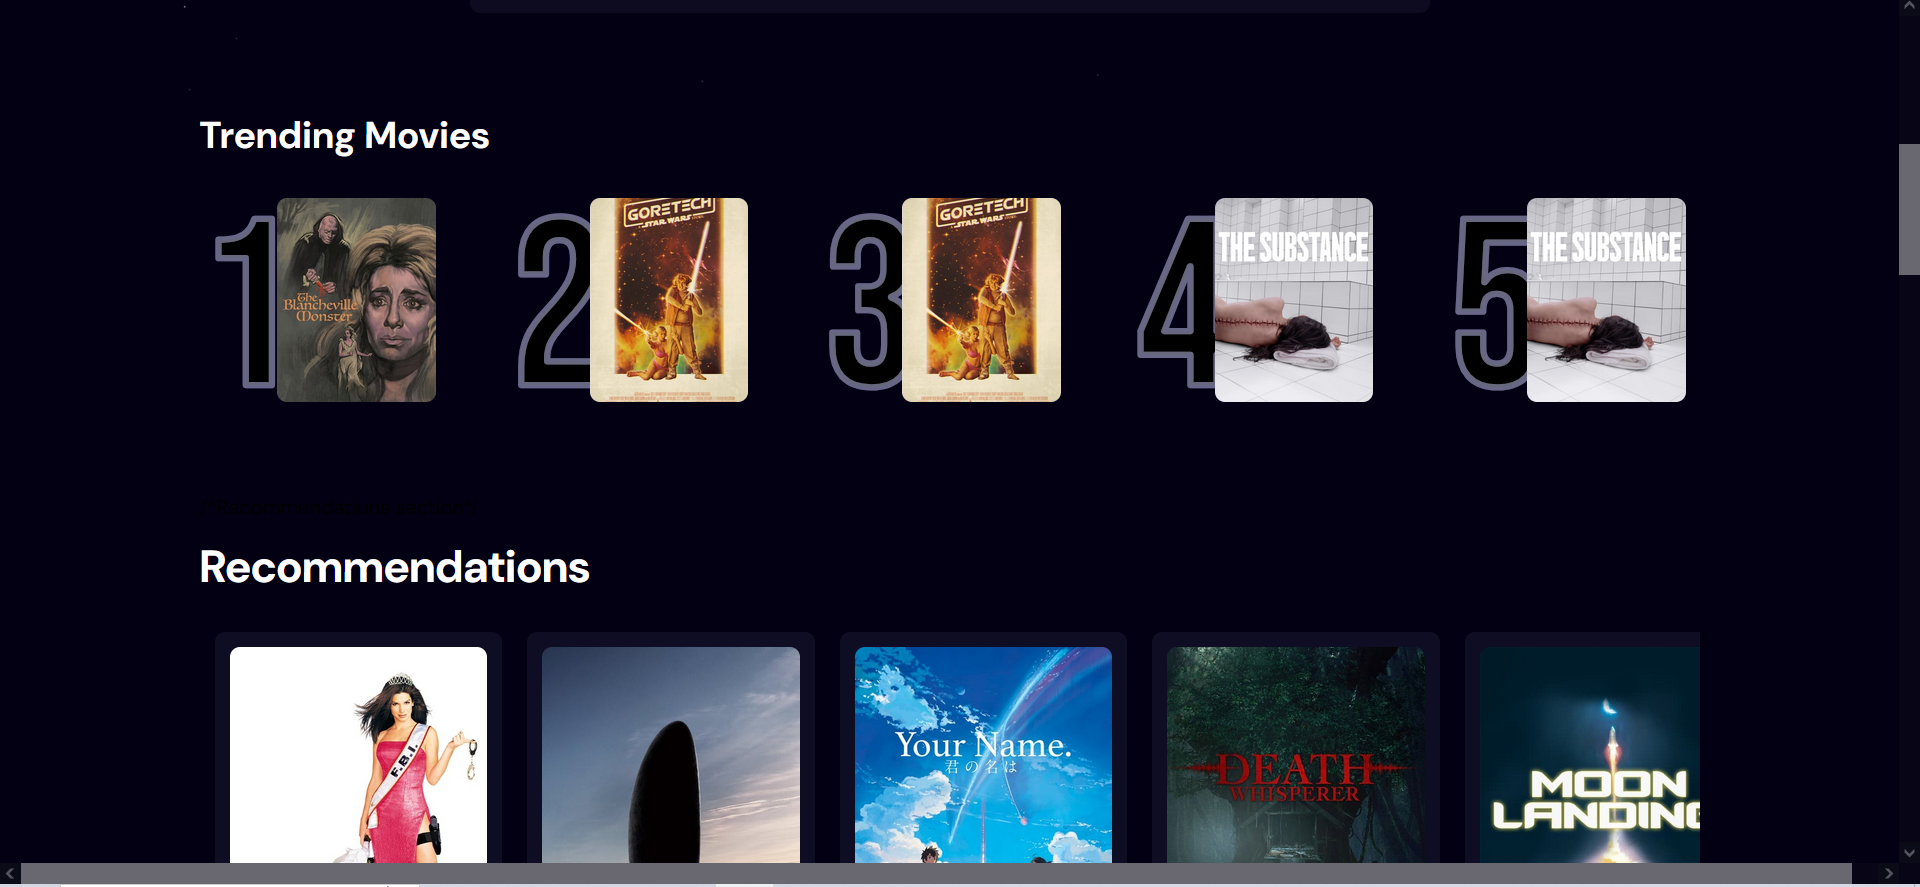 Trending Movies
1
The
Blancheville
Monster
2
GORETECH
STAR WARS
3
GORETECH
STAR WARS
4
THE SUBSTANCE
5
THE SUBSTANCE
Recommendations
F.B.I.
Your Name.
君の名は
DEATH
WHISPERER
MOON
LANDING